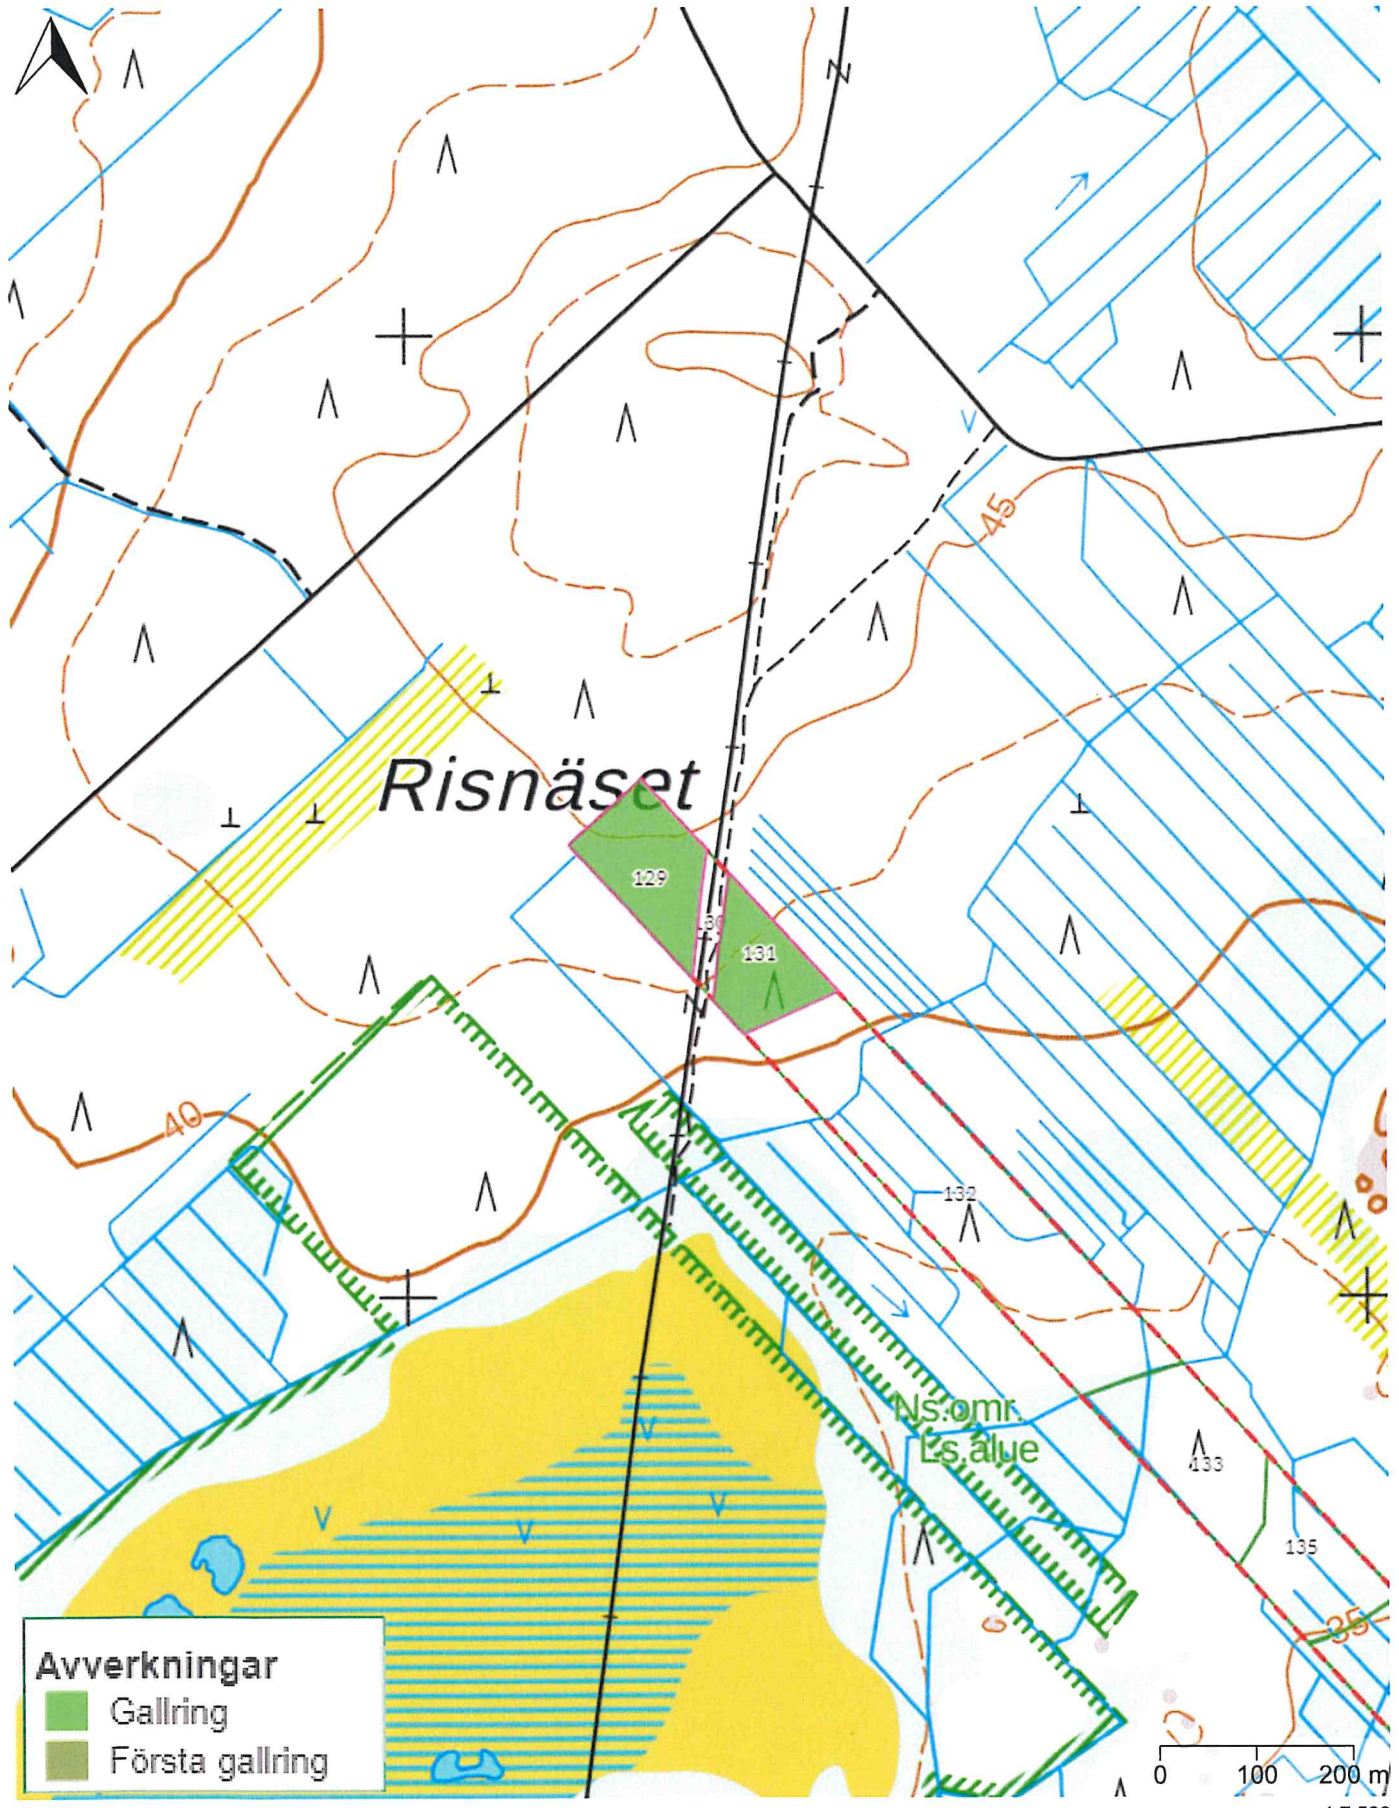 45
Risnäset
129
131
40
132
Ns.omr.
Ls.alue
133
135
35
Avverkningar
Gallring
Första gallring
0 100 200 m